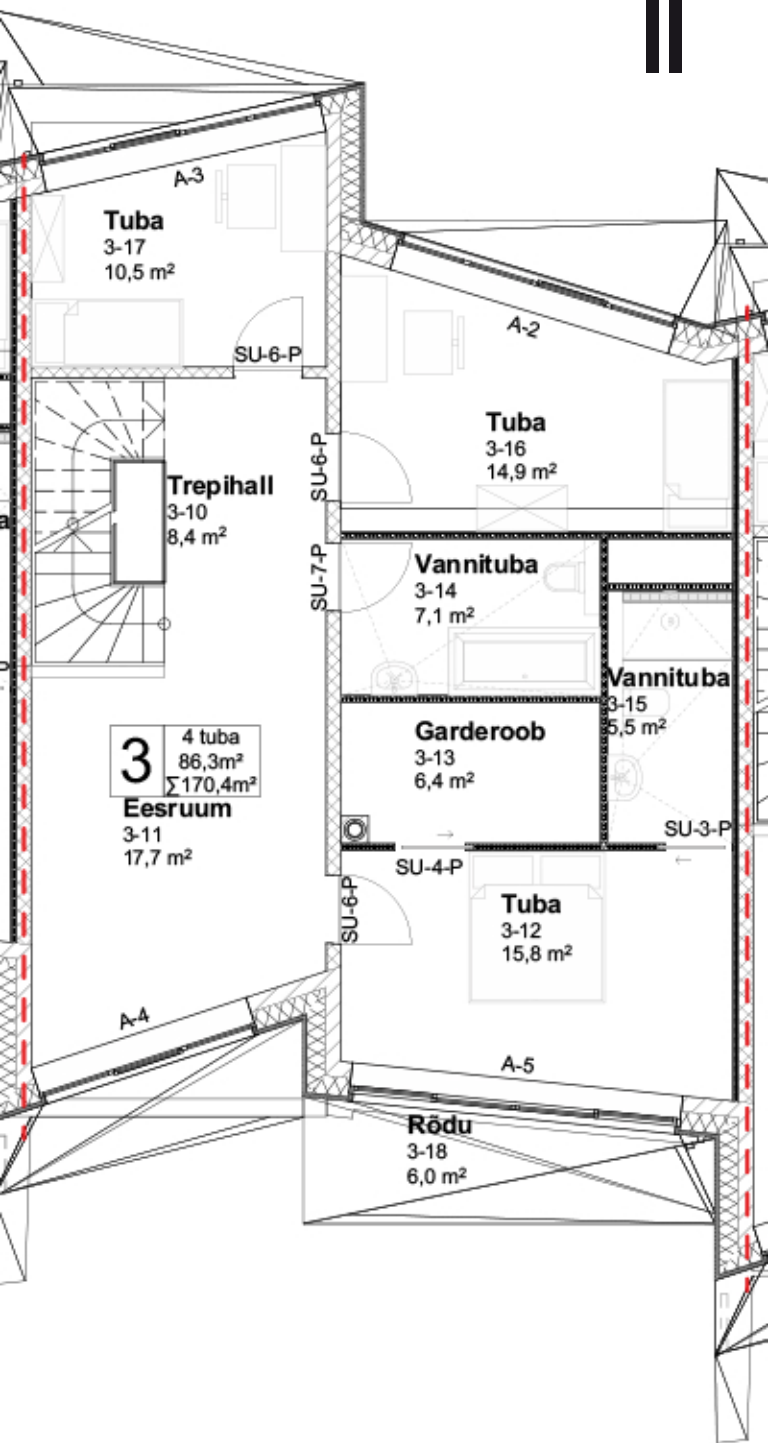 II
A-3
Tuba
3-17
10,5 m²
SU-6-P
A-2
Tuba
3-16
14,9 m²
SU-6-P
Trepihall
3-10
8,4 m²
SU-7-P
Vannituba
3-14
7,1 m²
Vannituba
3-15
5,5 m²
Garderoob
3-13
6,4 m²
3
4 tuba
86,3m²
∑170,4m²
Eesruum
3-11
17,7 m²
SU-3-P
SU-4-P
SU-6-P
Tuba
3-12
15,8 m²
A-4
A-5
Rõdu
3-18
6,0 m²